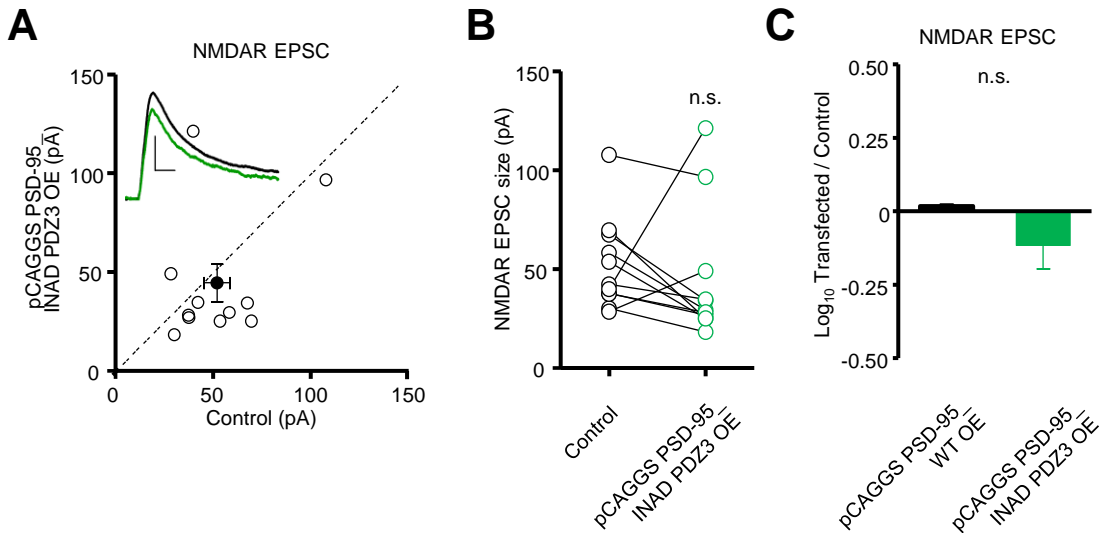 A
NMDAR EPSC
pCAGGS PSD-95_
INAD PDZ3 OE (pA)
150
100
50
0
0
50
100
150
Control (pA)
B
n.s.
NMDAR EPSC size (pA)
150
100
50
0
Control
pCAGGS PSD-95_
INAD PDZ3 OE
C
NMDAR EPSC
n.s.
Log10 Transfected / Control
0.50
0.25
0
-0.25
-0.50
pCAGGS PSD-95_
WT OE
pCAGGS PSD-95_
INAD PDZ3 OE